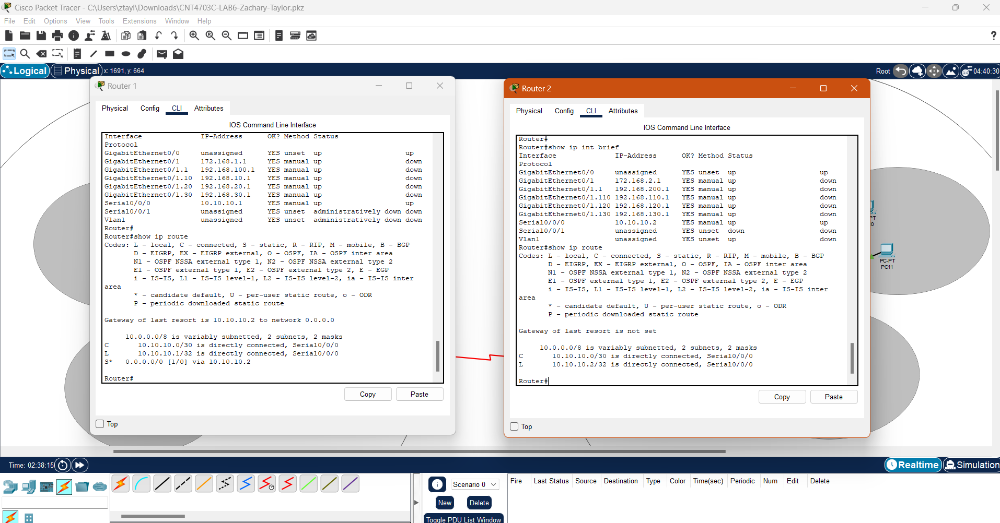 Cisco Packet Tracer - C:\Users\ztayl\Downloads\CNT4703C-LAB6-Zachary-Taylor.pkz
File Edit Options View Tools Extensions Window Help
?
Logical Physical x: 1691, y: 664
Root 04:40:30
Router 1
Physical Config CLI Attributes
IOS Command Line Interface
Interface IP-Address OK? Method Status
Protocol
GigabitEthernet0/0 unassigned YES unset up up
GigabitEthernet0/1 172.168.1.1 YES manual up down
GigabitEthernet0/1.1 192.168.100.1 YES manual up down
GigabitEthernet0/1.10 192.168.10.1 YES manual up down
GigabitEthernet0/1.20 192.168.20.1 YES manual up down
GigabitEthernet0/1.30 192.168.30.1 YES manual up down
Serial0/0/0 10.10.10.1 YES manual up up
Serial0/0/1 unassigned YES unset administratively down down
Vlan1 unassigned YES unset administratively down down
Router#
Router#show ip route
Codes: L - local, C - connected, S - static, R - RIP, M - mobile, B - BGP
D - EIGRP, EX - EIGRP external, O - OSPF, IA - OSPF inter area
N1 - OSPF NSSA external type 1, N2 - OSPF NSSA external type 2
E1 - OSPF external type 1, E2 - OSPF external type 2, E - EGP
i - IS-IS, L1 - IS-IS level-1, L2 - IS-IS level-2, ia - IS-IS inter
area
* - candidate default, U - per-user static route, o - ODR
P - periodic downloaded static route
Gateway of last resort is 10.10.10.2 to network 0.0.0.0
10.0.0.0/8 is variably subnetted, 2 subnets, 2 masks
C 10.10.10.0/30 is directly connected, Serial0/0/0
L 10.10.10.1/32 is directly connected, Serial0/0/0
S* 0.0.0.0/0 [1/0] via 10.10.10.2
Router#
Copy Paste
Top
Router 2
Physical Config CLI Attributes
IOS Command Line Interface
Router#
Router#show ip int brief
Interface IP-Address OK? Method Status
Protocol
GigabitEthernet0/0 unassigned YES unset up up
GigabitEthernet0/1 172.168.2.1 YES manual up down
GigabitEthernet0/1.1 192.168.200.1 YES manual up down
GigabitEthernet0/1.110 192.168.110.1 YES manual up down
GigabitEthernet0/1.120 192.168.120.1 YES manual up down
GigabitEthernet0/1.130 192.168.130.1 YES manual up down
Serial0/0/0 10.10.10.2 YES manual up up
Serial0/0/1 unassigned YES unset down down
Vlan1 unassigned YES unset up down
Router#show ip route
Codes: L - local, C - connected, S - static, R - RIP, M - mobile, B - BGP
D - EIGRP, EX - EIGRP external, O - OSPF, IA - OSPF inter area
N1 - OSPF NSSA external type 1, N2 - OSPF NSSA external type 2
E1 - OSPF external type 1, E2 - OSPF external type 2, E - EGP
i - IS-IS, L1 - IS-IS level-1, L2 - IS-IS level-2, ia - IS-IS inter
area
* - candidate default, U - per-user static route, o - ODR
P - periodic downloaded static route
Gateway of last resort is not set
10.0.0.0/8 is variably subnetted, 2 subnets, 2 masks
C 10.10.10.0/30 is directly connected, Serial0/0/0
L 10.10.10.2/32 is directly connected, Serial0/0/0
Router#
Copy Paste
Top
PT
0
PC-PT
PC11
Time: 02:38:15
Realtime Simulation
Scenario 0
New Delete
Toggle PDU List Window
Fire Last Status Source Destination Type Color Time(sec) Periodic Num Edit Delete